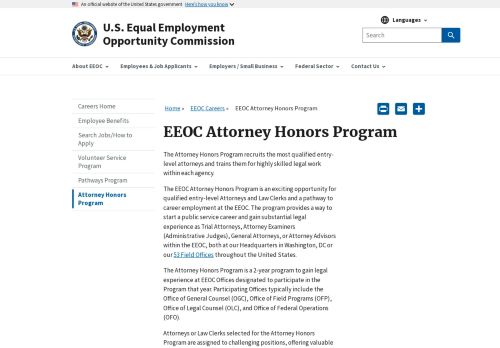 An official website of the United States government Here's how you know
U.S. Equal Employment
Opportunity Commission
Languages
Search
About EEOC
Employees & Job Applicants
Employers / Small Business
Federal Sector
Contact Us
Careers Home
Employee Benefits
Search Jobs/How to
Apply
Volunteer Service
Program
Pathways Program
Attorney Honors
Program
Home » EEOC Careers » EEOC Attorney Honors Program
EEOC Attorney Honors Program
The Attorney Honors Program recruits the most qualified entry-
level attorneys and trains them for highly skilled legal work
within each agency.
The EEOC Attorney Honors Program is an exciting opportunity for
qualified entry-level Attorneys and Law Clerks and a pathway to
career employment at the EEOC. The program provides a way to
start a public service career and gain substantial legal
experience as Trial Attorneys, Attorney Examiners
(Administrative Judges), General Attorneys, or Attorney Advisors
within the EEOC, both at our Headquarters in Washington, DC or
our 53 Field Offices throughout the United States.
The Attorney Honors Program is a 2-year program to gain legal
experience at EEOC Offices designated to participate in the
Program that year. Participating Offices typically include the
Office of General Counsel (OGC), Office of Field Programs (OFP),
Office of Legal Counsel (OLC), and Office of Federal Operations
(OFO).
Attorneys or Law Clerks selected for the Attorney Honors
Program are assigned to challenging positions, offering valuable